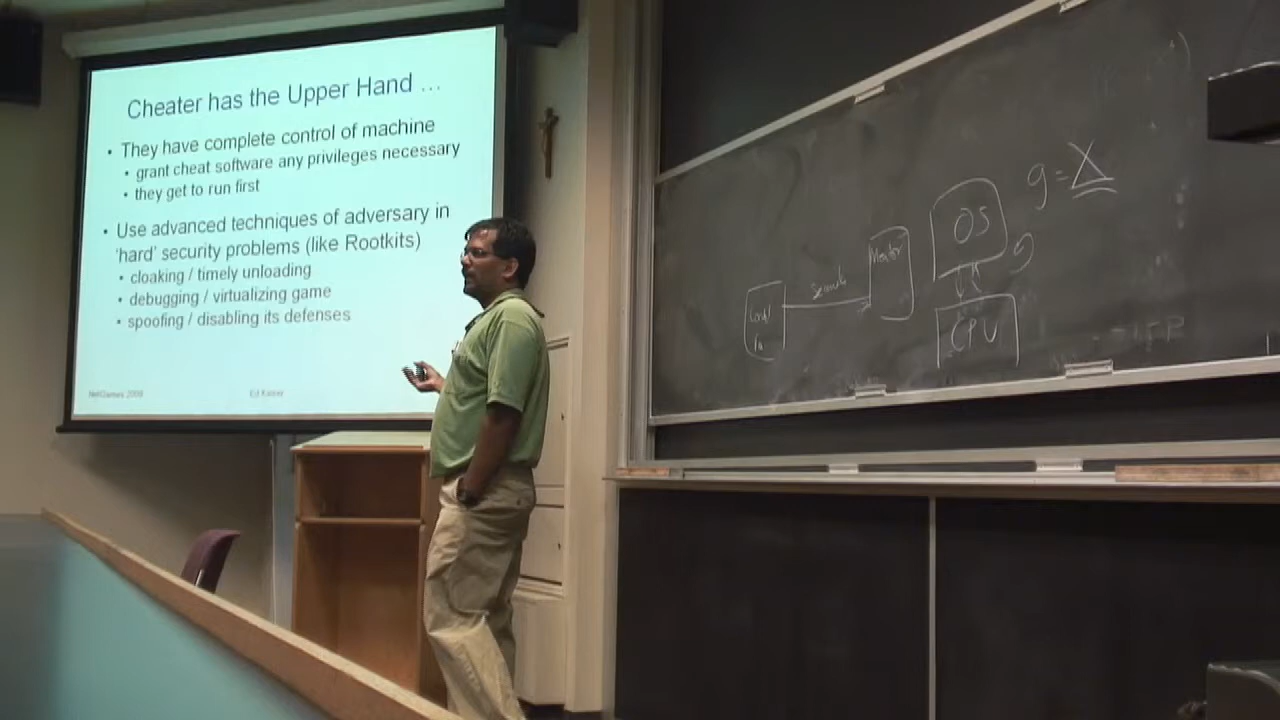 Cheater has the Upper Hand ...
• They have complete control of machine
• grant cheat software any privileges necessary
• they get to run first
• Use advanced techniques of adversary in
'hard' security problems (like Rootkits)
• cloaking / timely unloading
• debugging / virtualizing game
• spoofing / disabling its defenses
NetGames 2009
Ed Kaiser
OS
g = X
g
CPU